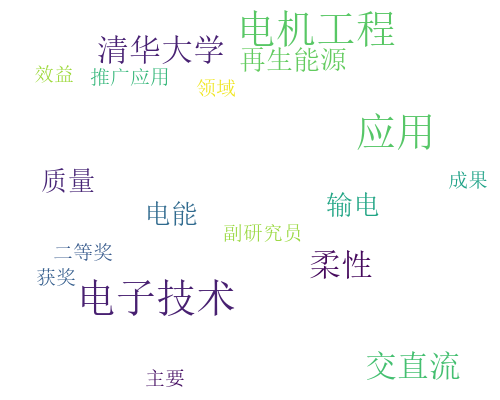 电机工程
清华大学
再生能源
效益
推广应用
领域
应用
质量
成果
电能
输电
副研究员
二等奖
柔性
获奖
电子技术
交直流
主要